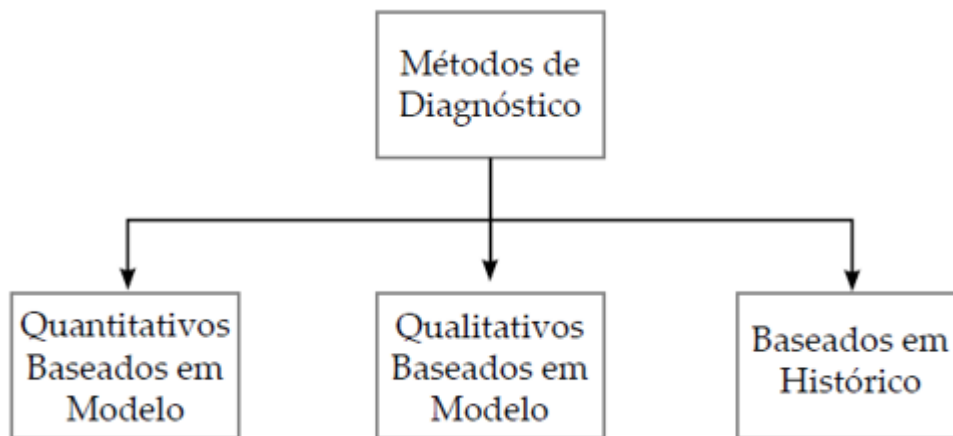 Métodos de
Diagnóstico
Quantitativos
Baseados em
Modelo
Qualitativos
Baseados em
Modelo
Baseados em
Histórico